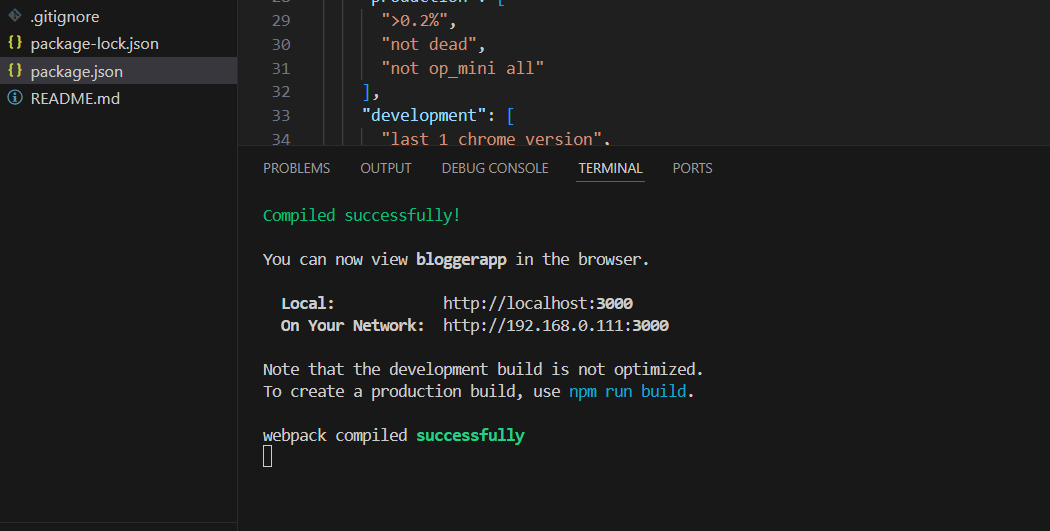 .gitignore
{} package-lock.json
{} package.json
README.md
28 "production": [
29 ">0.2%",
30 "not dead",
31 "not op_mini all"
32 ],
33 "development": [
34 "last 1 chrome version",
PROBLEMS OUTPUT DEBUG CONSOLE TERMINAL PORTS
Compiled successfully!
You can now view bloggerapp in the browser.
Local: http://localhost:3000
On Your Network: http://192.168.0.111:3000
Note that the development build is not optimized.
To create a production build, use npm run build.
webpack compiled successfully